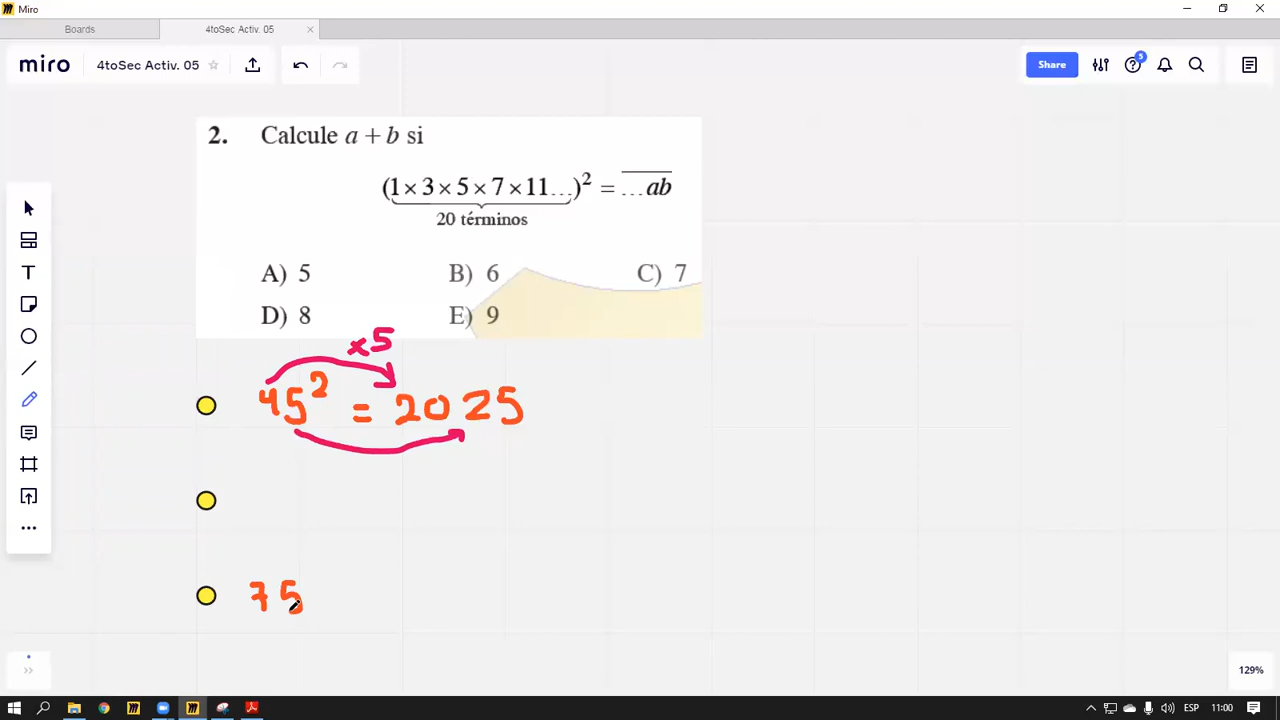 Miro
Boards
4toSec Activ. 05
miro
4toSec Activ. 05
Share
5
2. Calcule a + b si
(1 × 3 × 5 × 7 × 11...)² = ...ab
20 términos
A) 5 B) 6 C) 7
D) 8 E) 9
×5
45² = 2025
75
129%
ESP 11:00